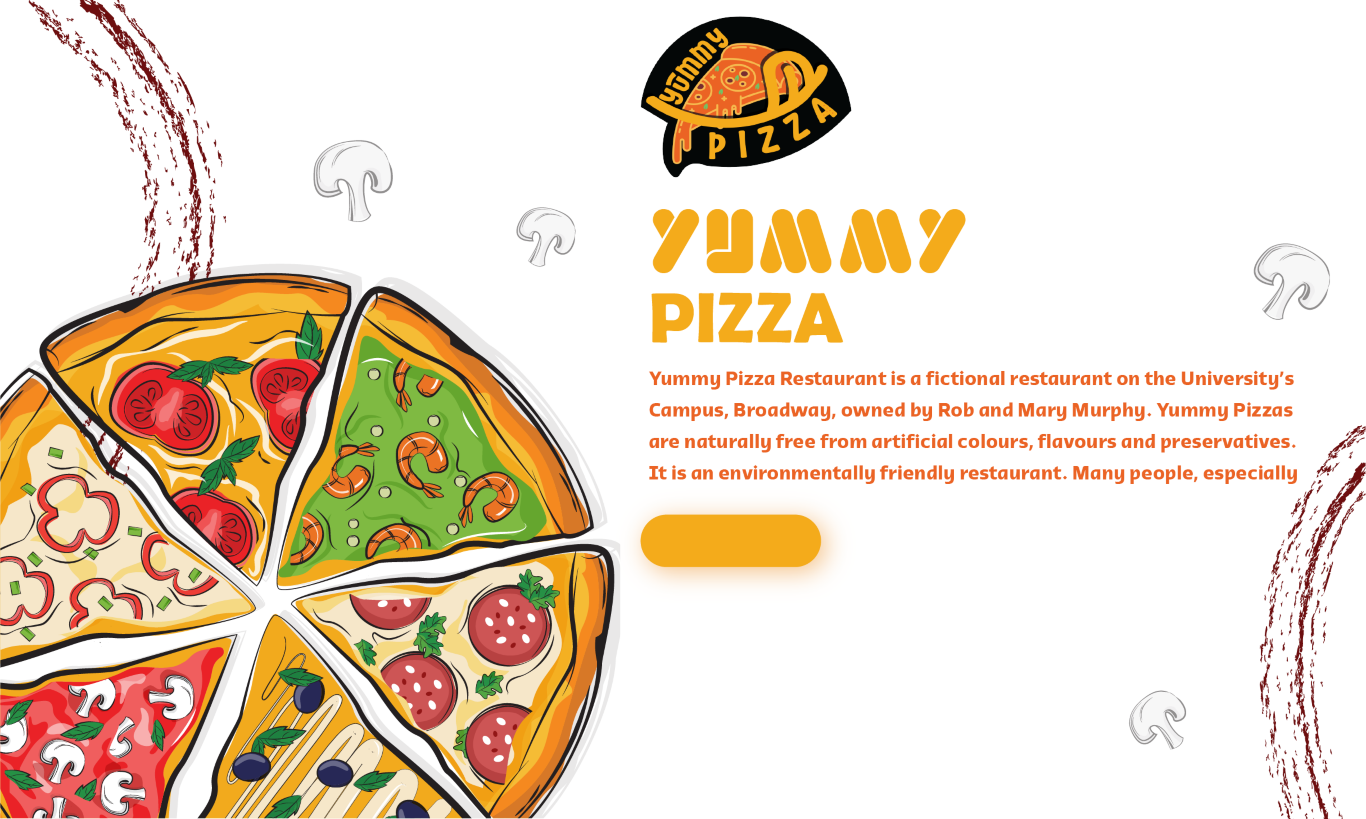 yummy
PIZZA
YUMMY
PIZZA
Yummy Pizza Restaurant is a fictional restaurant on the University's
Campus, Broadway, owned by Rob and Mary Murphy. Yummy Pizzas
are naturally free from artificial colours, flavours and preservatives.
It is an environmentally friendly restaurant. Many people, especially